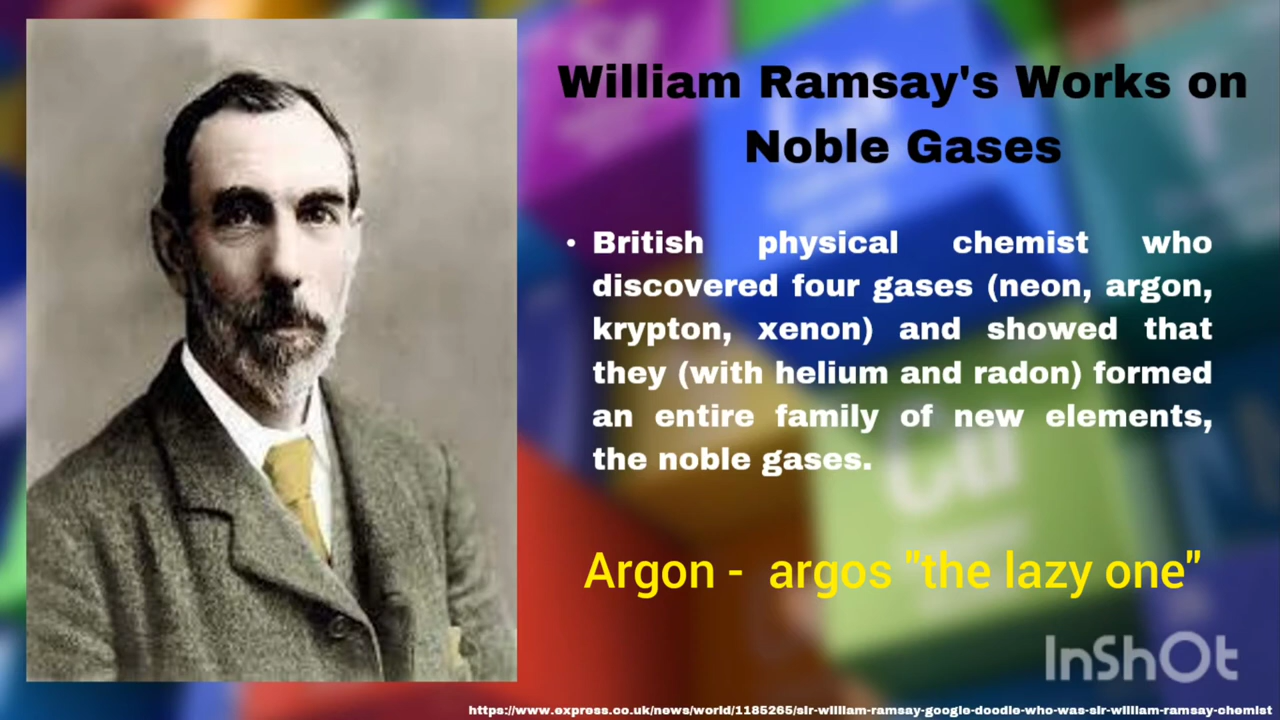 William Ramsay's Works on
Noble Gases
• British physical chemist who
discovered four gases (neon, argon,
krypton, xenon) and showed that
they (with helium and radon) formed
an entire family of new elements,
the noble gases.
Argon - argos "the lazy one"
InShOt
https://www.express.co.uk/news/world/1185265/sir-william-ramsay-google-doodle-who-was-sir-william-ramsay-chemist
Cu